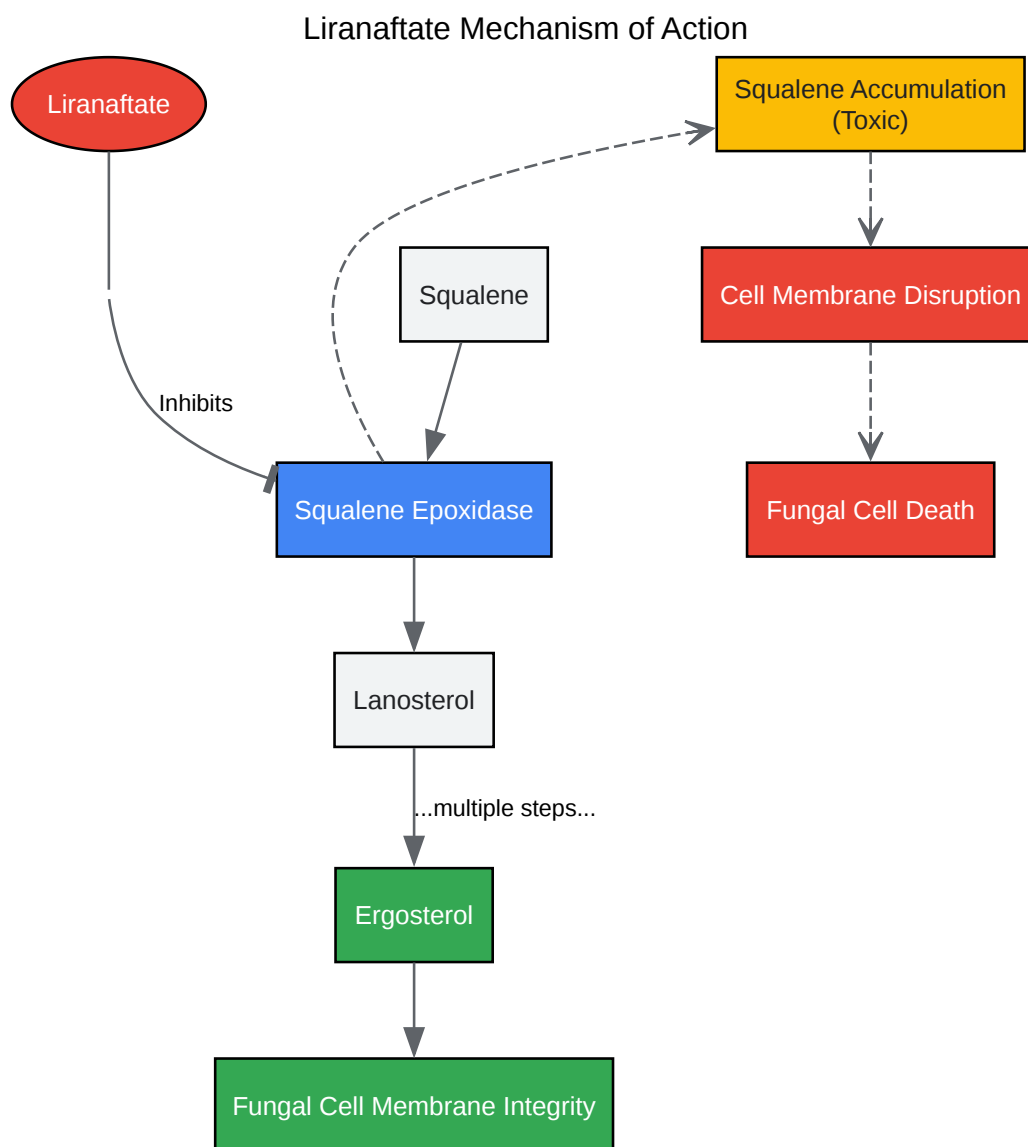 Liranaftate Mechanism of Action
Liranaftate
Squalene Accumulation
(Toxic)
Squalene
Cell Membrane Disruption
Inhibits
Squalene Epoxidase
Fungal Cell Death
Lanosterol
...multiple steps...
Ergosterol
Fungal Cell Membrane Integrity